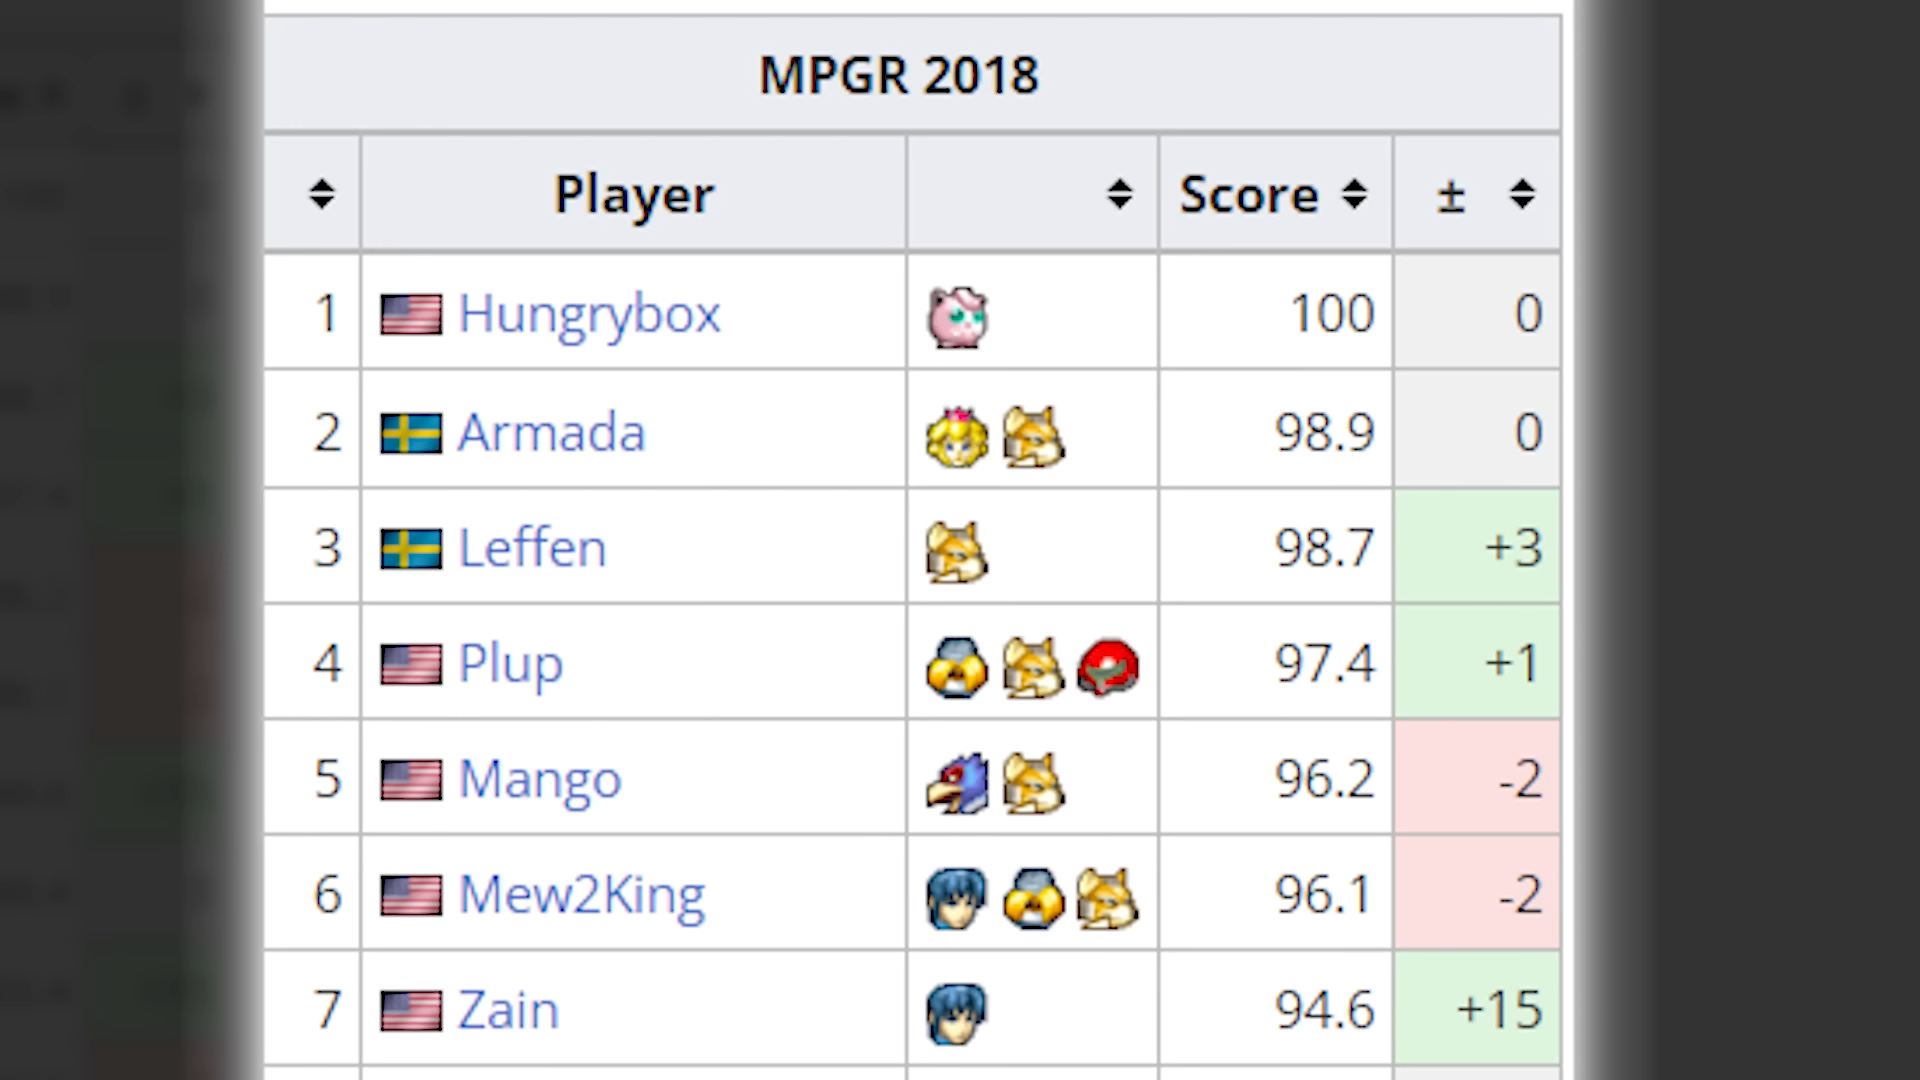 MPGR 2018
Player Score ±
1 Hungrybox 100 0
2 Armada 98.9 0
3 Leffen 98.7 +3
4 Plup 97.4 +1
5 Mango 96.2 -2
6 Mew2King 96.1 -2
7 Zain 94.6 +15